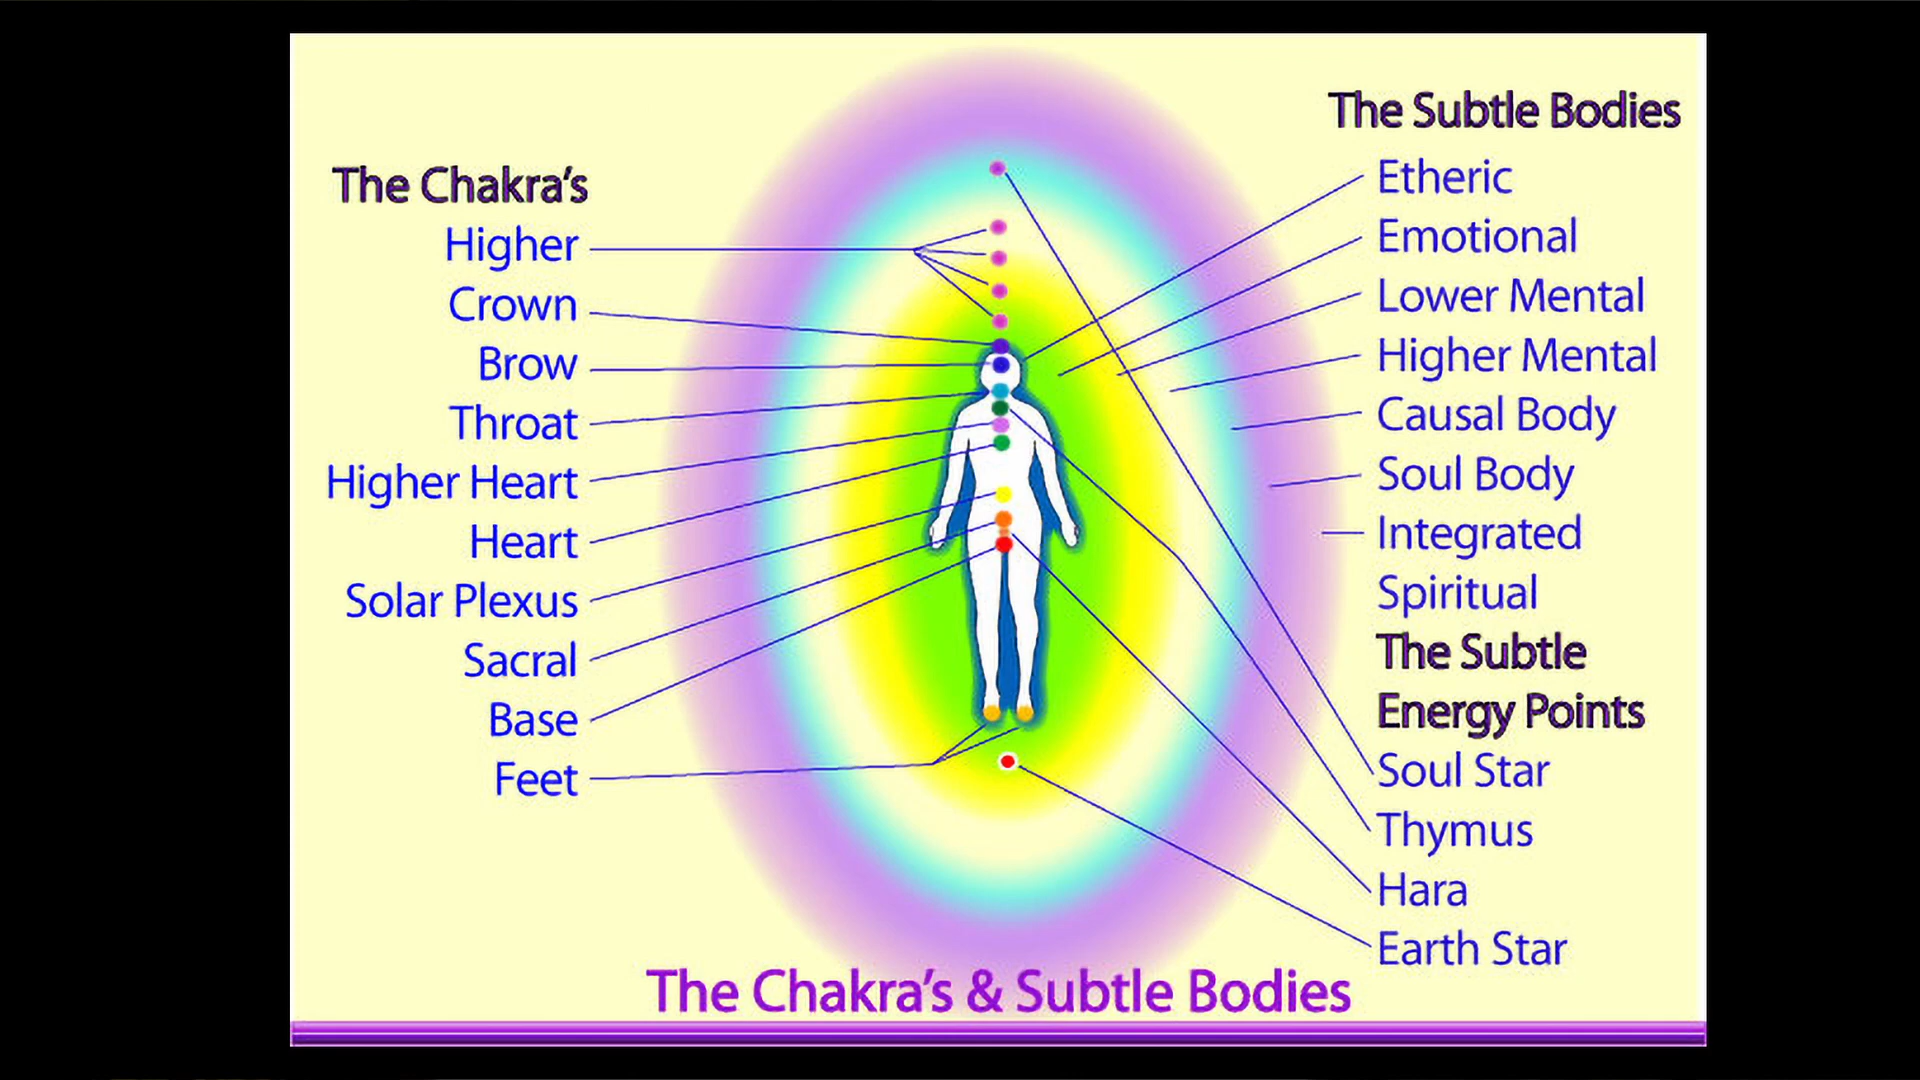 The Chakra's
Higher
Crown
Brow
Throat
Higher Heart
Heart
Solar Plexus
Sacral
Base
Feet
The Subtle Bodies
Etheric
Emotional
Lower Mental
Higher Mental
Causal Body
Soul Body
Integrated
Spiritual
The Subtle
Energy Points
Soul Star
Thymus
Hara
Earth Star
The Chakra's & Subtle Bodies